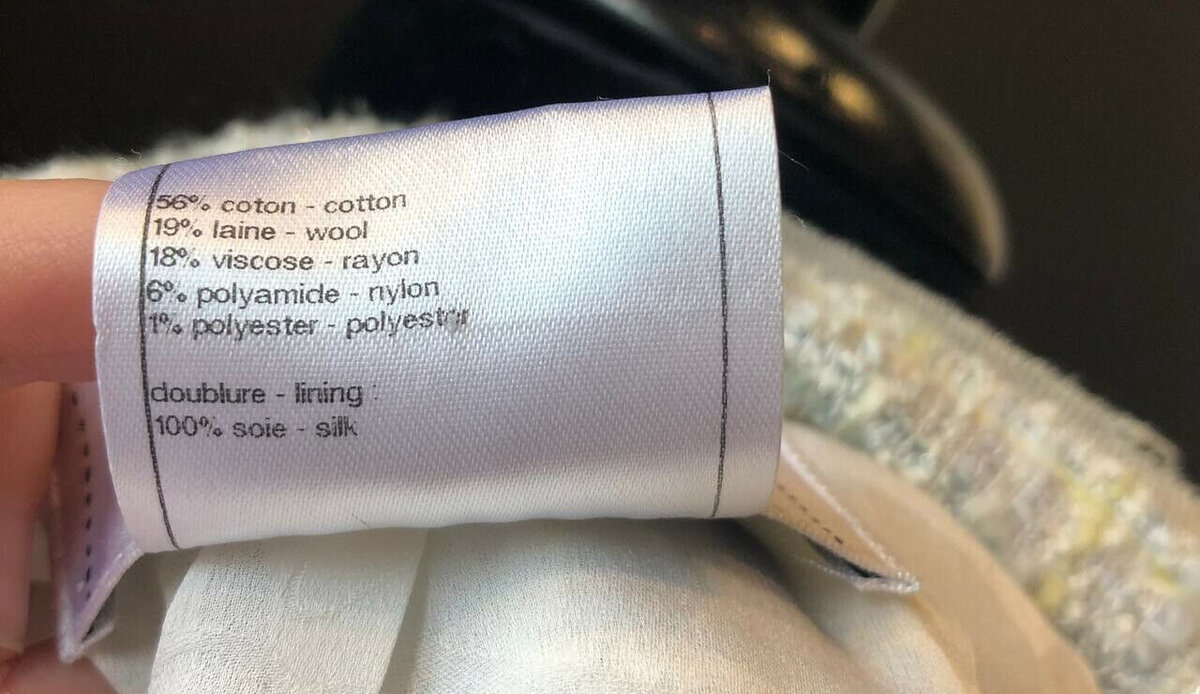 56% coton - cotton
19% laine - wool
18% viscose - rayon
6% polyamide - nylon
1% polyester - polyester
doublure - lining :
100% soie - silk